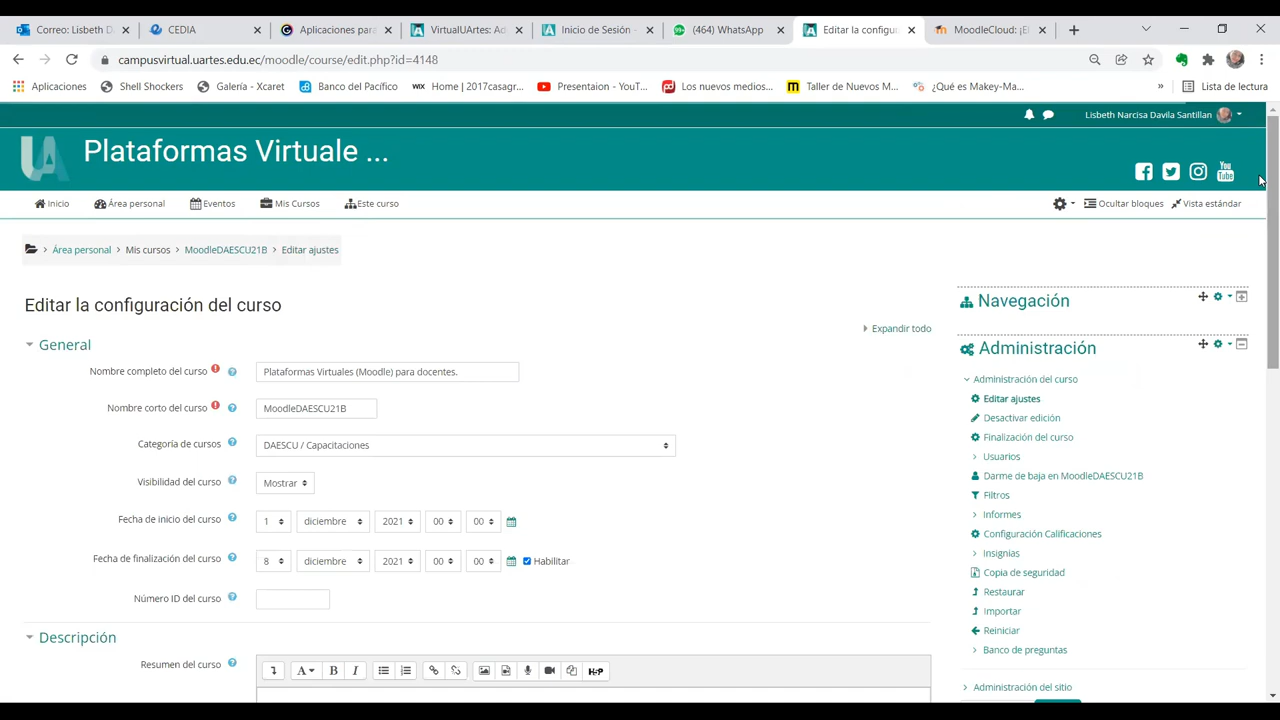 Correo: Lisbeth D
CEDIA
Aplicaciones para
VirtualUArtes: Ad
Inicio de Sesión -
(464) WhatsApp
Editar la configura
MoodleCloud: ¡El
campusvirtual.uartes.edu.ec/moodle/course/edit.php?id=4148
Aplicaciones
Shell Shockers
Galería - Xcaret
Banco del Pacífico
WIX
Home | 2017casagr...
Presentaion - YouT...
Los nuevos medios...
Taller de Nuevos M...
¿Qué es Makey-Ma...
»
Lista de lectura
Lisbeth Narcisa Davila Santillan
UA
Plataformas Virtuale ...
You Tube
Inicio
Área personal
Eventos
Mis Cursos
Este curso
Ocultar bloques
Vista estándar
Área personal > Mis cursos > MoodleDAESCU21B > Editar ajustes
Editar la configuración del curso
Expandir todo
General
Nombre completo del curso
Plataformas Virtuales (Moodle) para docentes.
Nombre corto del curso
MoodleDAESCU21B
Categoría de cursos
DAESCU / Capacitaciones
Visibilidad del curso
Mostrar
Fecha de inicio del curso
1 diciembre 2021 00 00
Fecha de finalización del curso
8 diciembre 2021 00 00 Habilitar
Número ID del curso
Descripción
Resumen del curso
A B I H-P
Navegación
Administración
Administración del curso
Editar ajustes
Desactivar edición
Finalización del curso
Usuarios
Darme de baja en MoodleDAESCU21B
Filtros
Informes
Configuración Calificaciones
Insignias
Copia de seguridad
Restaurar
Importar
Reiniciar
Banco de preguntas
Administración del sitio